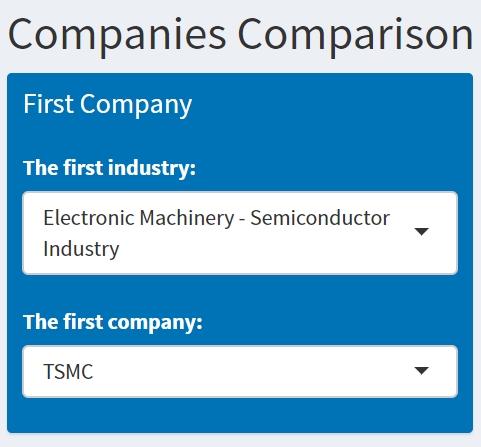 Companies Comparison
First Company
The first industry:
Electronic Machinery - Semiconductor
Industry
The first company:
TSMC